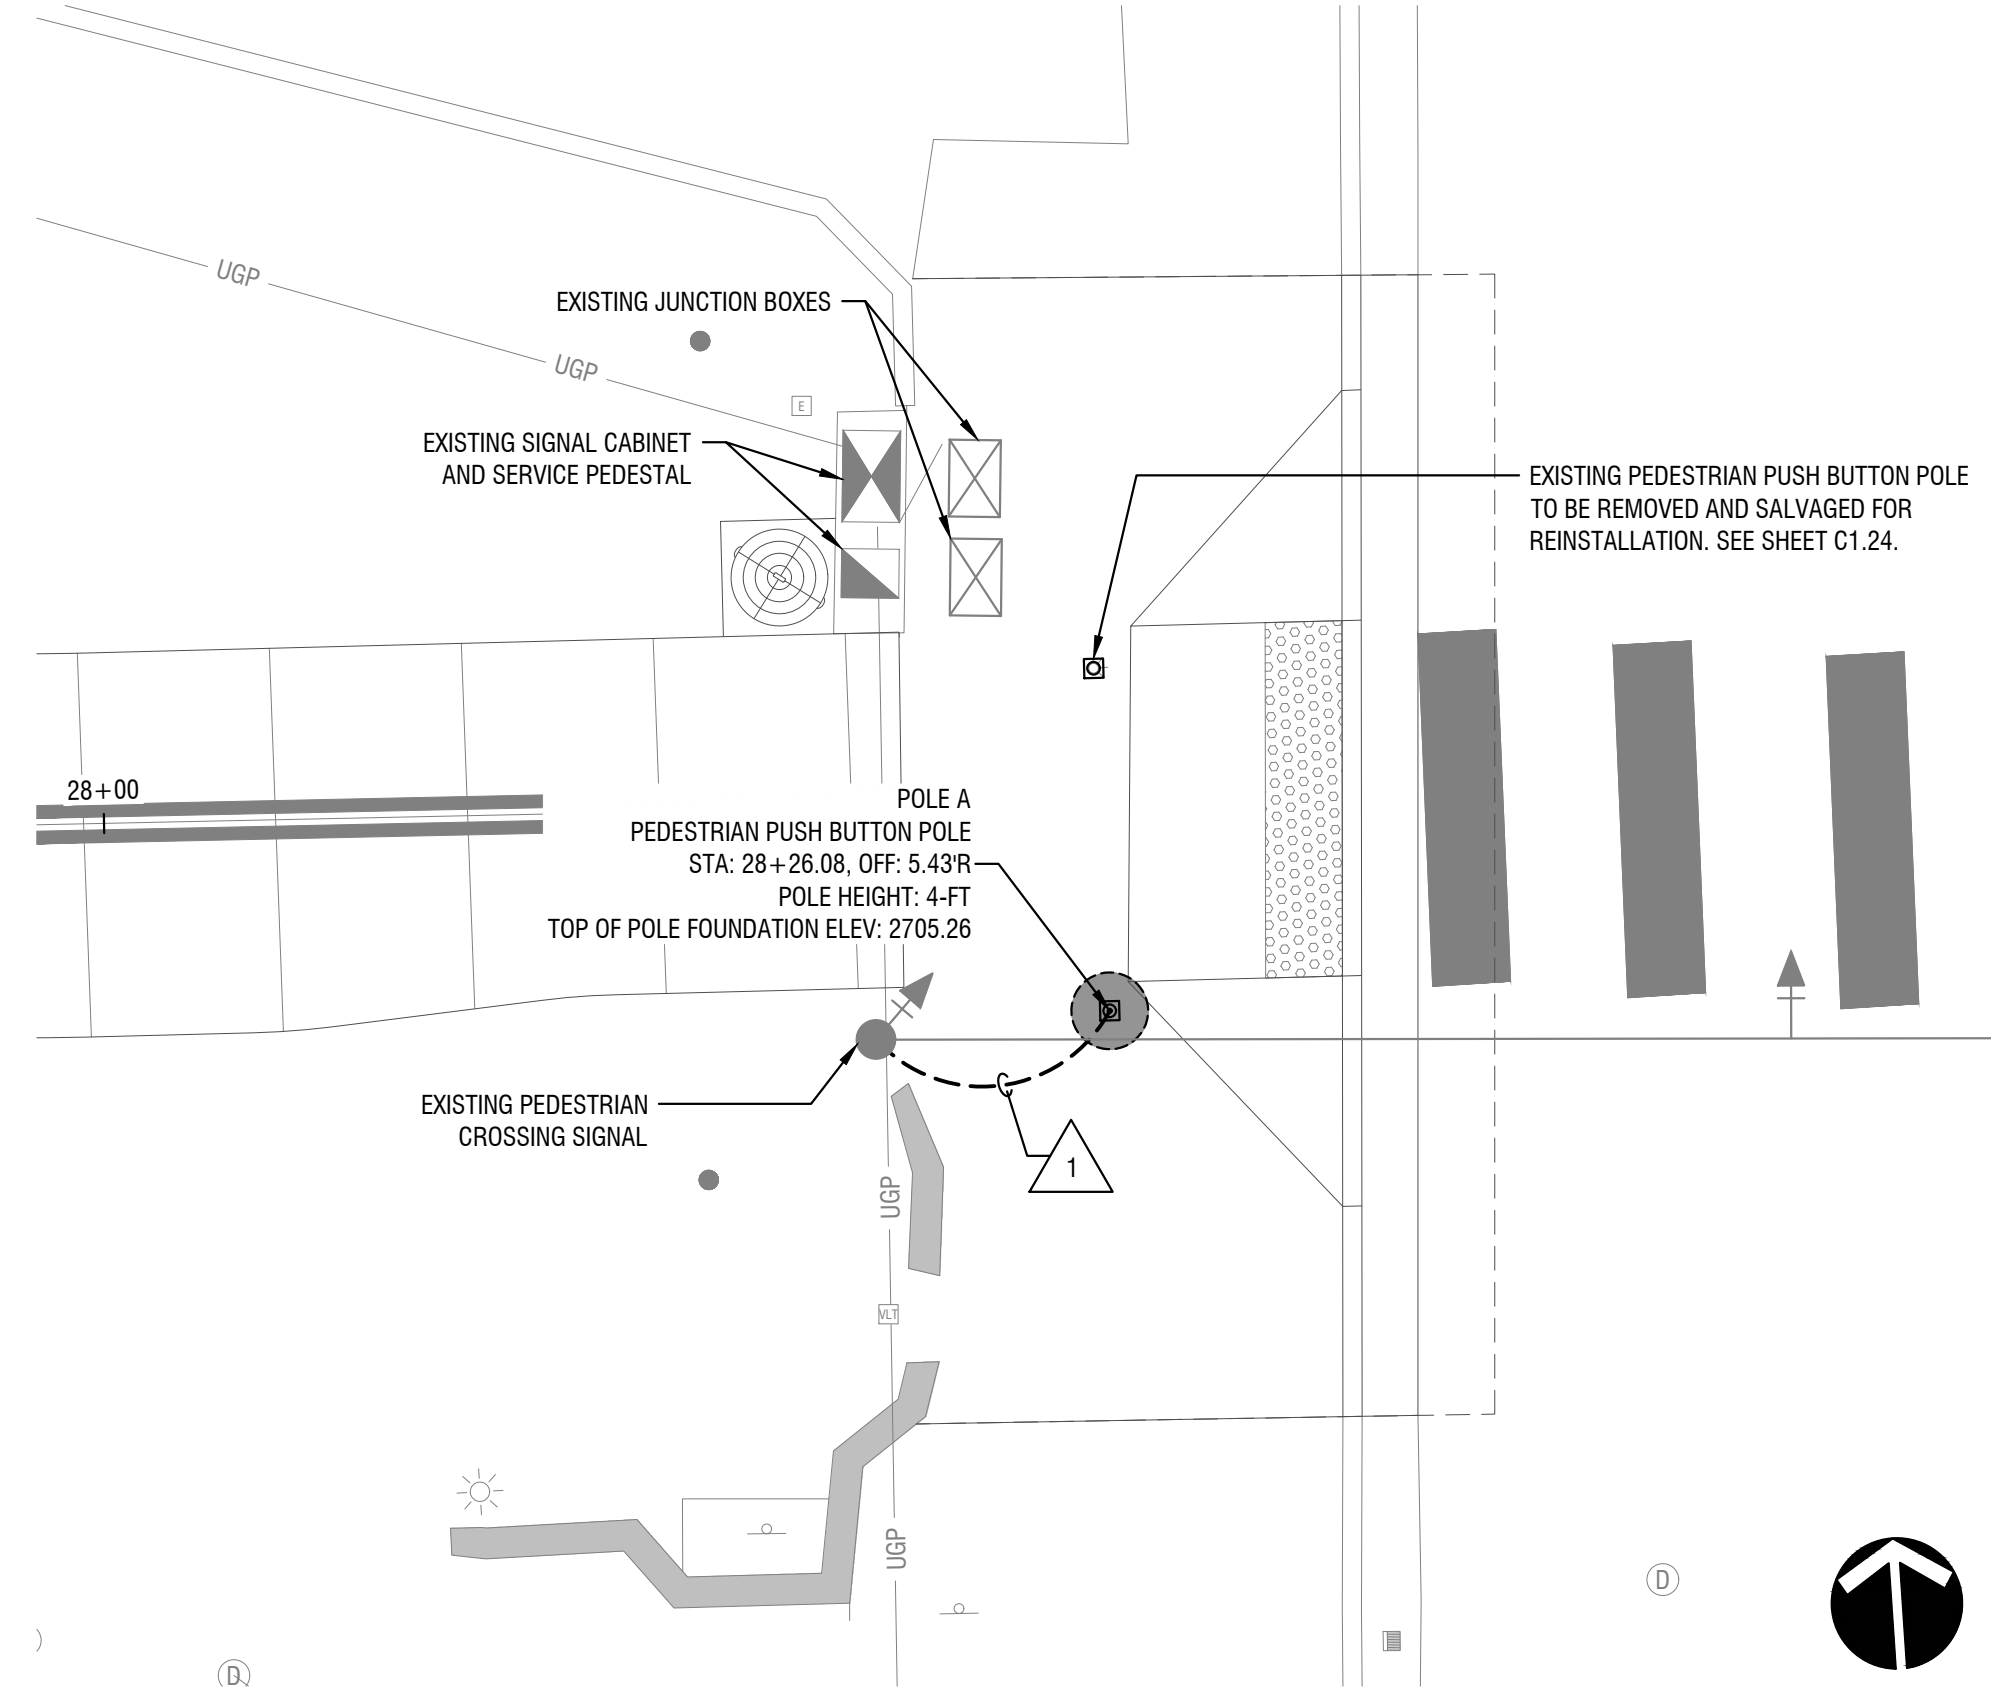 UGP
EXISTING JUNCTION BOXES
UGP
E
EXISTING SIGNAL CABINET
AND SERVICE PEDESTAL
EXISTING PEDESTRIAN PUSH BUTTON POLE
TO BE REMOVED AND SALVAGED FOR
REINSTALLATION. SEE SHEET C1.24.
28+00
POLE A
PEDESTRIAN PUSH BUTTON POLE
STA: 28+26.08, OFF: 5.43'R
POLE HEIGHT: 4-FT
TOP OF POLE FOUNDATION ELEV: 2705.26
EXISTING PEDESTRIAN
CROSSING SIGNAL
1
UGP
VLT
UGP
D
D